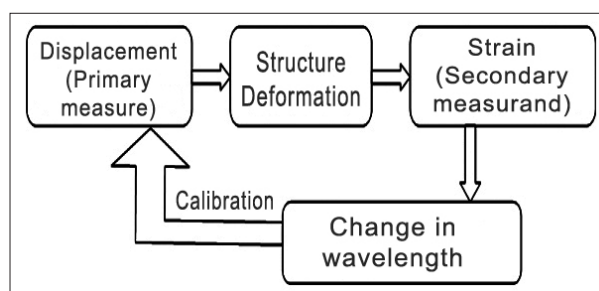 Displacement
(Primary
measure)
Structure
Deformation
Strain
(Secondary
measurand)
Calibration
Change in
wavelength